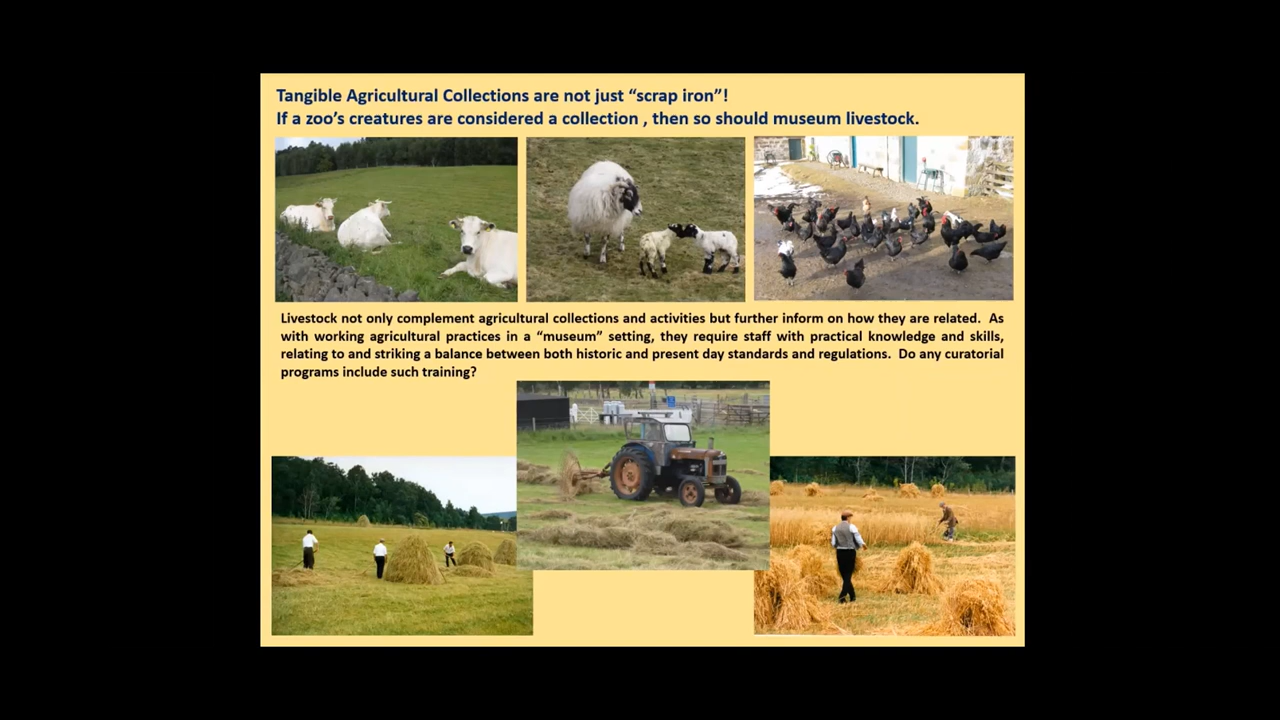 Tangible Agricultural Collections are not just “scrap iron”!
If a zoo’s creatures are considered a collection , then so should museum livestock.
Livestock not only complement agricultural collections and activities but further inform on how they are related. As
with working agricultural practices in a “museum” setting, they require staff with practical knowledge and skills,
relating to and striking a balance between both historic and present day standards and regulations. Do any curatorial
programs include such training?